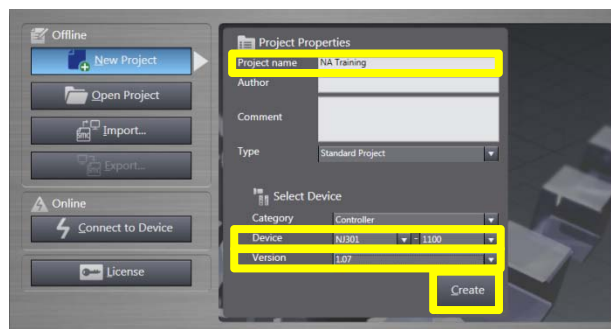 Offline
New Project
Open Project
Import...
Export...
Online
Connect to Device
License
Project Properties
Project name NA Training
Author
Comment
Type Standard Project
Select Device
Category Controller
Device NJ301 - 1100
Version 1.07
Create